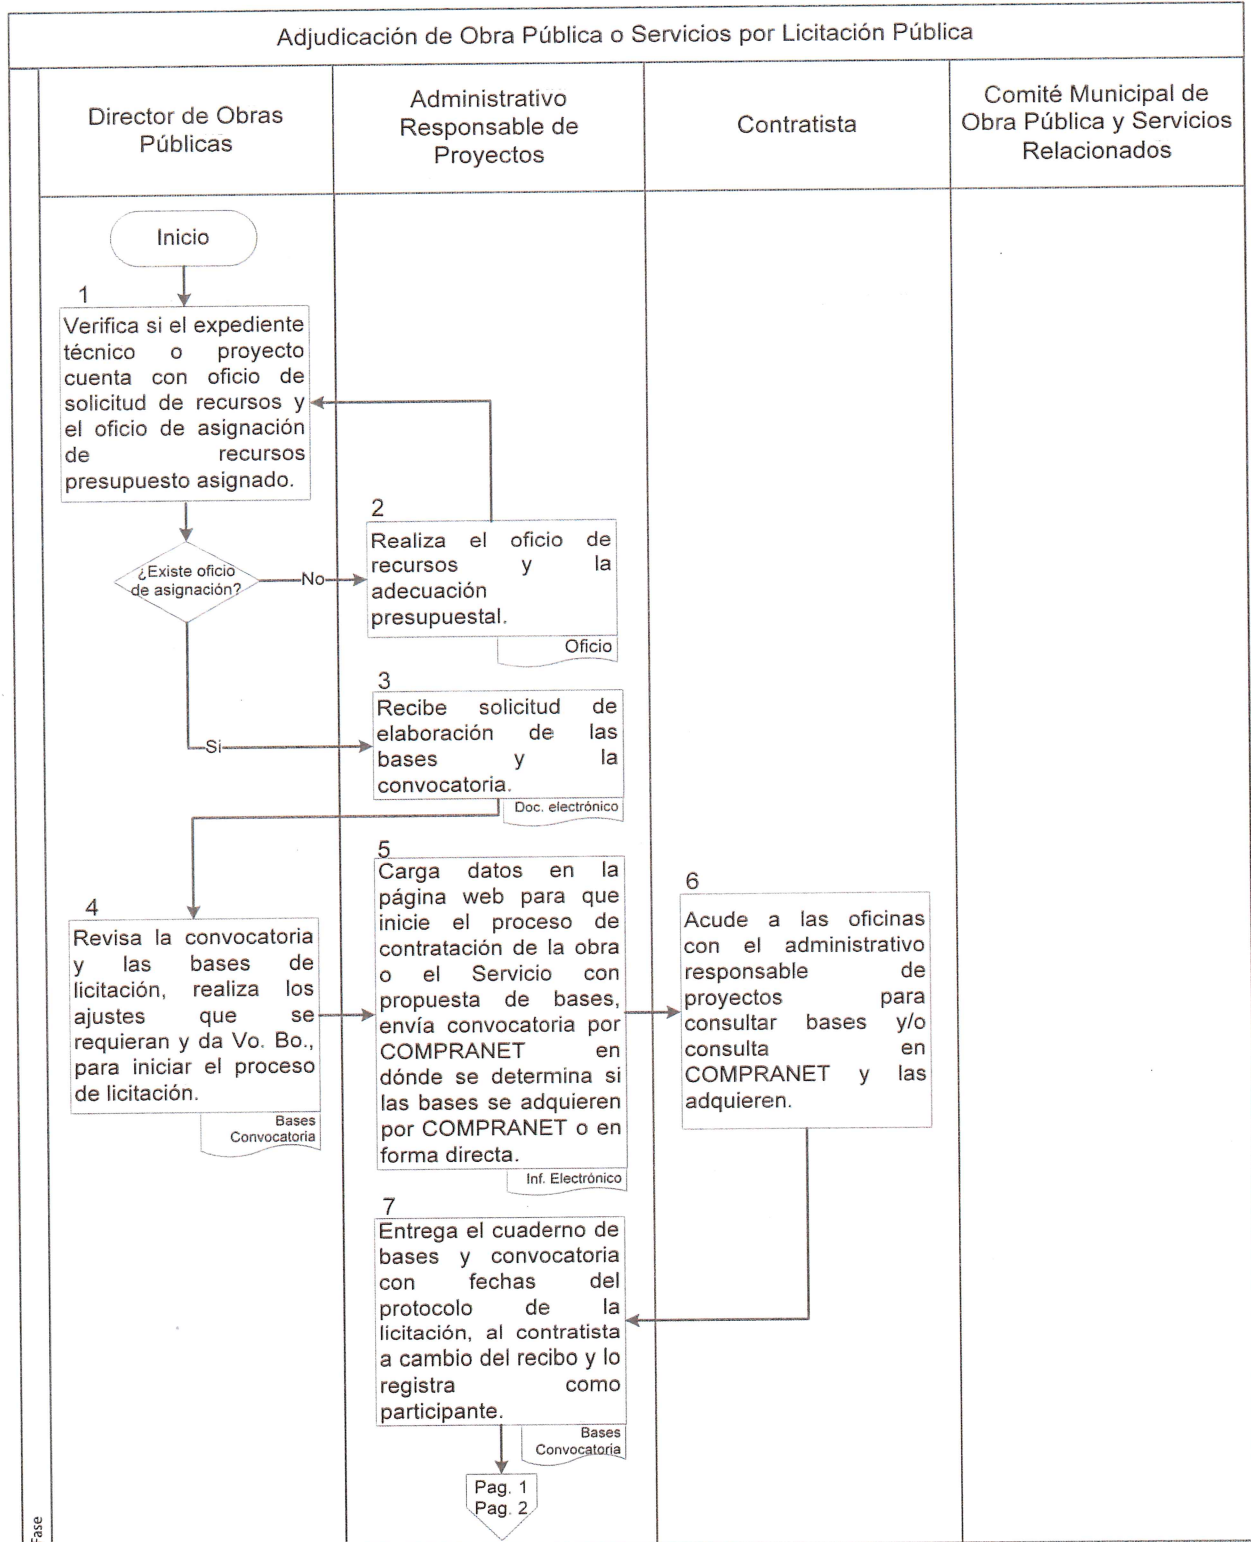 Adjudicación de Obra Pública o Servicios por Licitación Pública
Director de Obras
Públicas
Administrativo
Responsable de
Proyectos
Contratista
Comité Municipal de
Obra Pública y Servicios
Relacionados
Inicio
1
Verifica si el expediente
técnico o proyecto
cuenta con oficio de
solicitud de recursos y
el oficio de asignación
de recursos
presupuesto asignado.
¿Existe oficio
de asignación?
No
2
Realiza el oficio de
recursos y la
adecuación
presupuestal.
Oficio
Si
3
Recibe solicitud de
elaboración de las
bases y la
convocatoria.
Doc. electrónico
4
Revisa la convocatoria
y las bases de
licitación, realiza los
ajustes que se
requieran y da Vo. Bo.,
para iniciar el proceso
de licitación.
Bases
Convocatoria
5
Carga datos en la
página web para que
inicie el proceso de
contratación de la obra
o el Servicio con
propuesta de bases,
envía convocatoria por
COMPRANET en
dónde se determina si
las bases se adquieren
por COMPRANET o en
forma directa.
Inf. Electrónico
6
Acude a las oficinas
con el administrativo
responsable de
proyectos para
consultar bases y/o
consulta en
COMPRANET y las
adquieren.
7
Entrega el cuaderno de
bases y convocatoria
con fechas del
protocolo de la
licitación, al contratista
a cambio del recibo y lo
registra como
participante.
Bases
Convocatoria
Pag. 1
Pag. 2
Fase